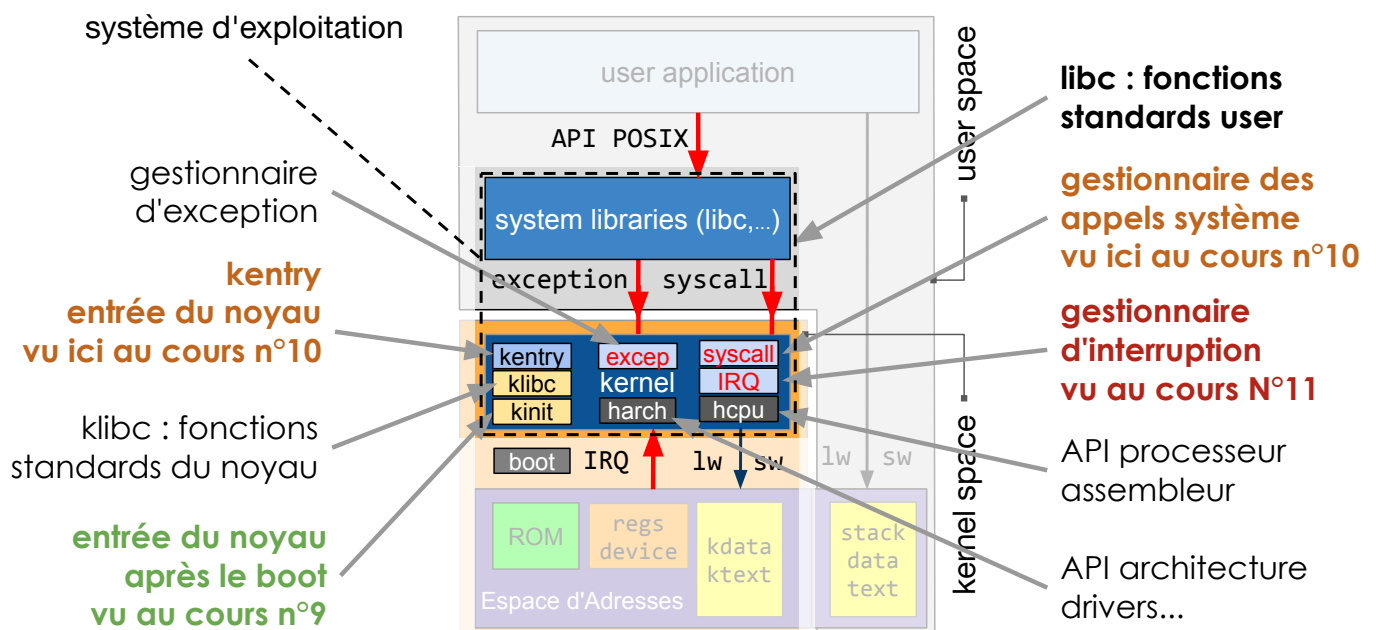 système d'exploitation
user application
API POSIX
user space
libc : fonctions
standards user
gestionnaire
d'exception
system libraries (libc,...)
gestionnaire des
appels système
vu ici au cours n°10
exception syscall
kentry
entrée du noyau
vu ici au cours n°10
gestionnaire
d'interruption
vu au cours N°11
kentry excep syscall
klibc kernel IRQ
kinit harch hcpu
klibc : fonctions
standards du noyau
boot IRQ lw sw lw sw
kernel space
API processeur
assembleur
entrée du noyau
après le boot
vu au cours n°9
ROM
regs
device
kdata
ktext
stack
data
text
Espace d'Adresses
API architecture
drivers...